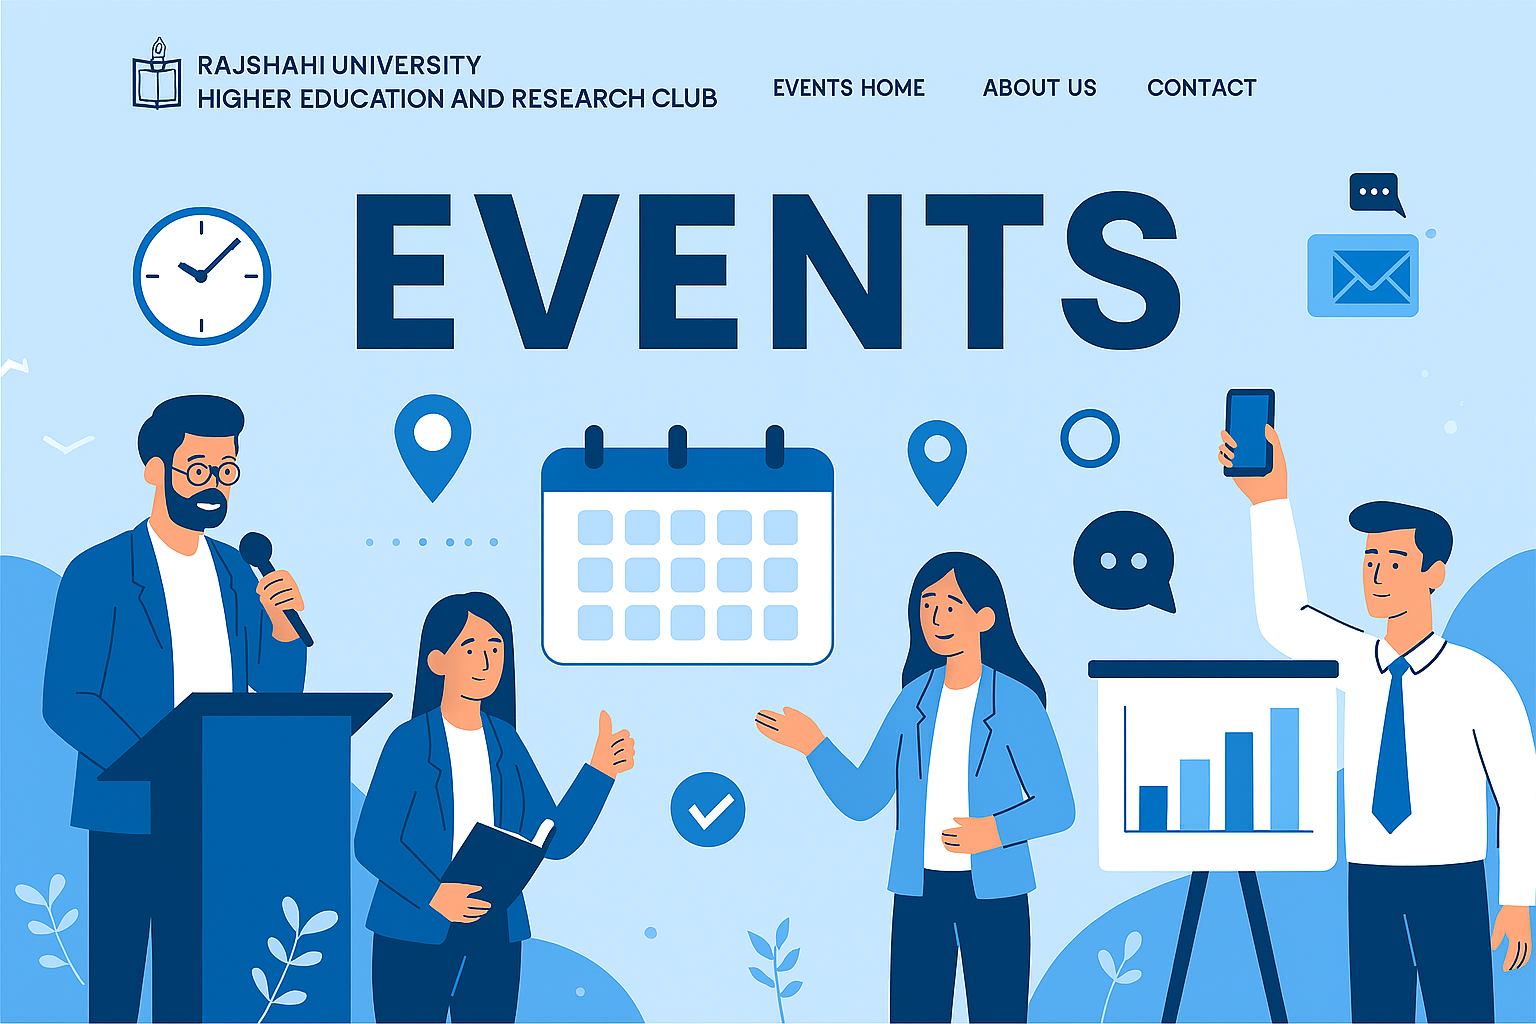 RAJSHAHI UNIVERSITY
HIGHER EDUCATION AND RESEARCH CLUB
EVENTS HOME
ABOUT US
CONTACT
EVENTS